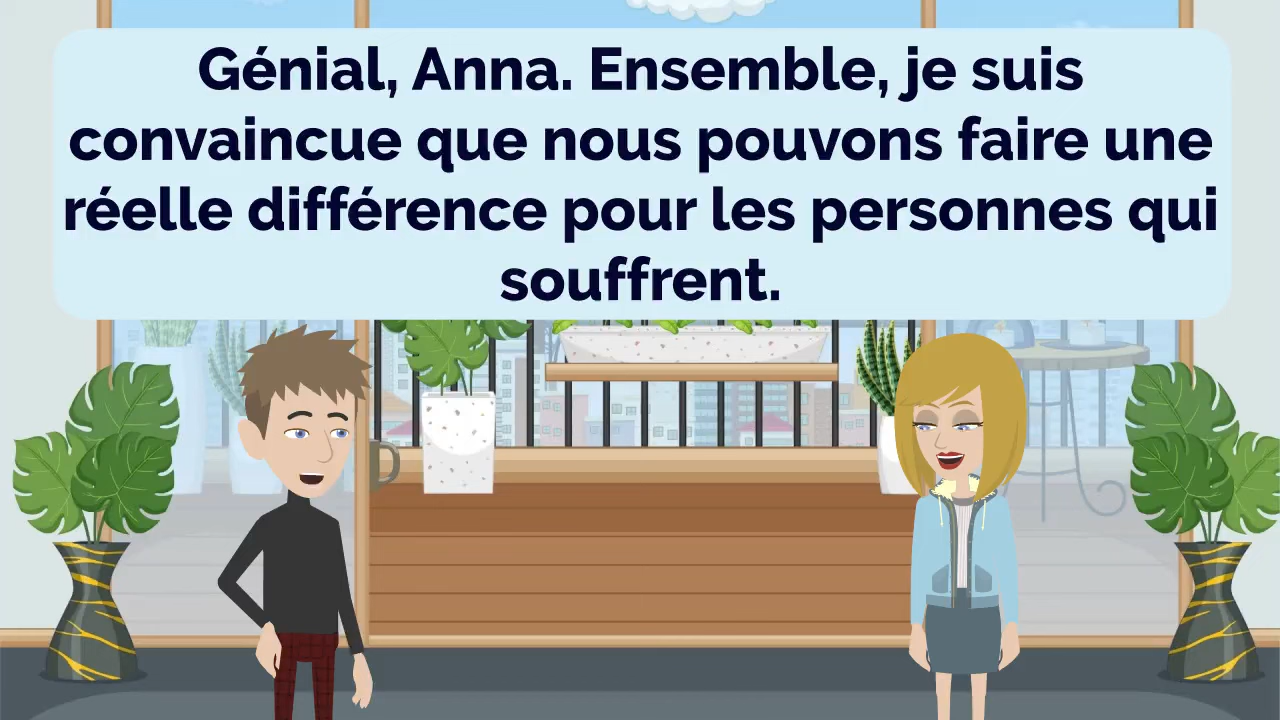 Génial, Anna. Ensemble, je suis
convaincue que nous pouvons faire une
réelle différence pour les personnes qui
souffrent.